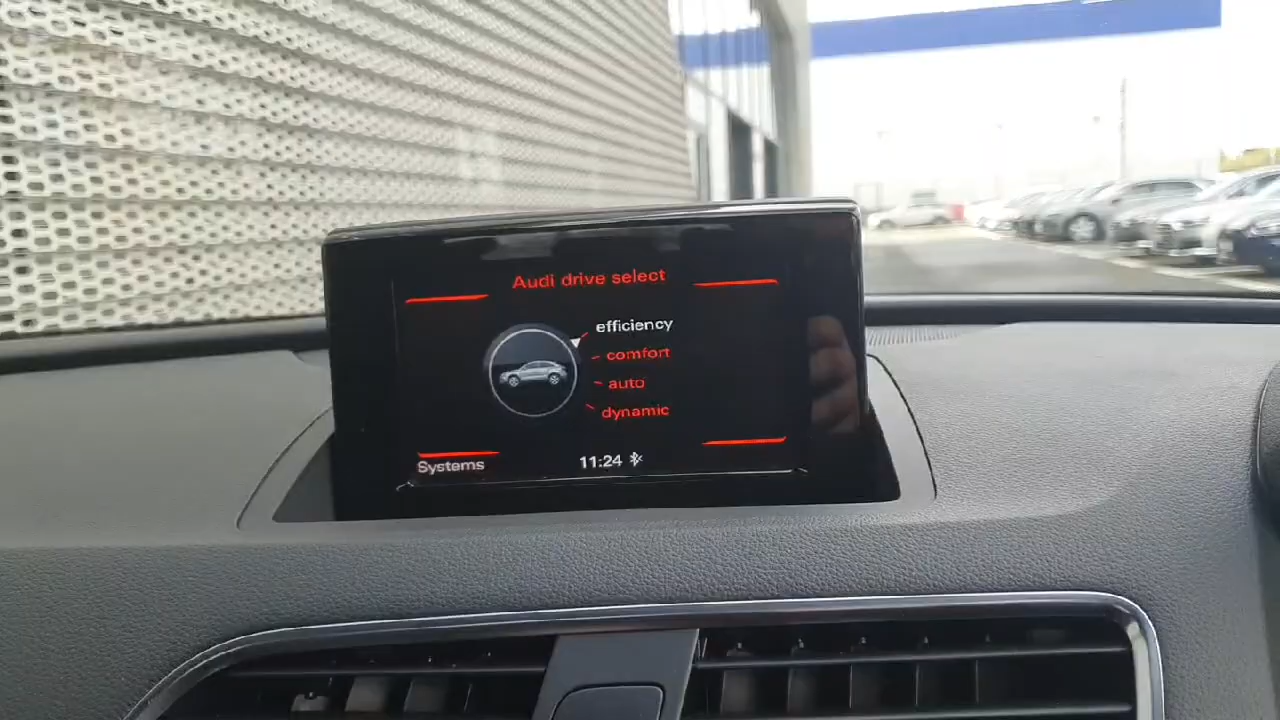 Audi drive select
efficiency
comfort
auto
dynamic
Systems
11:24